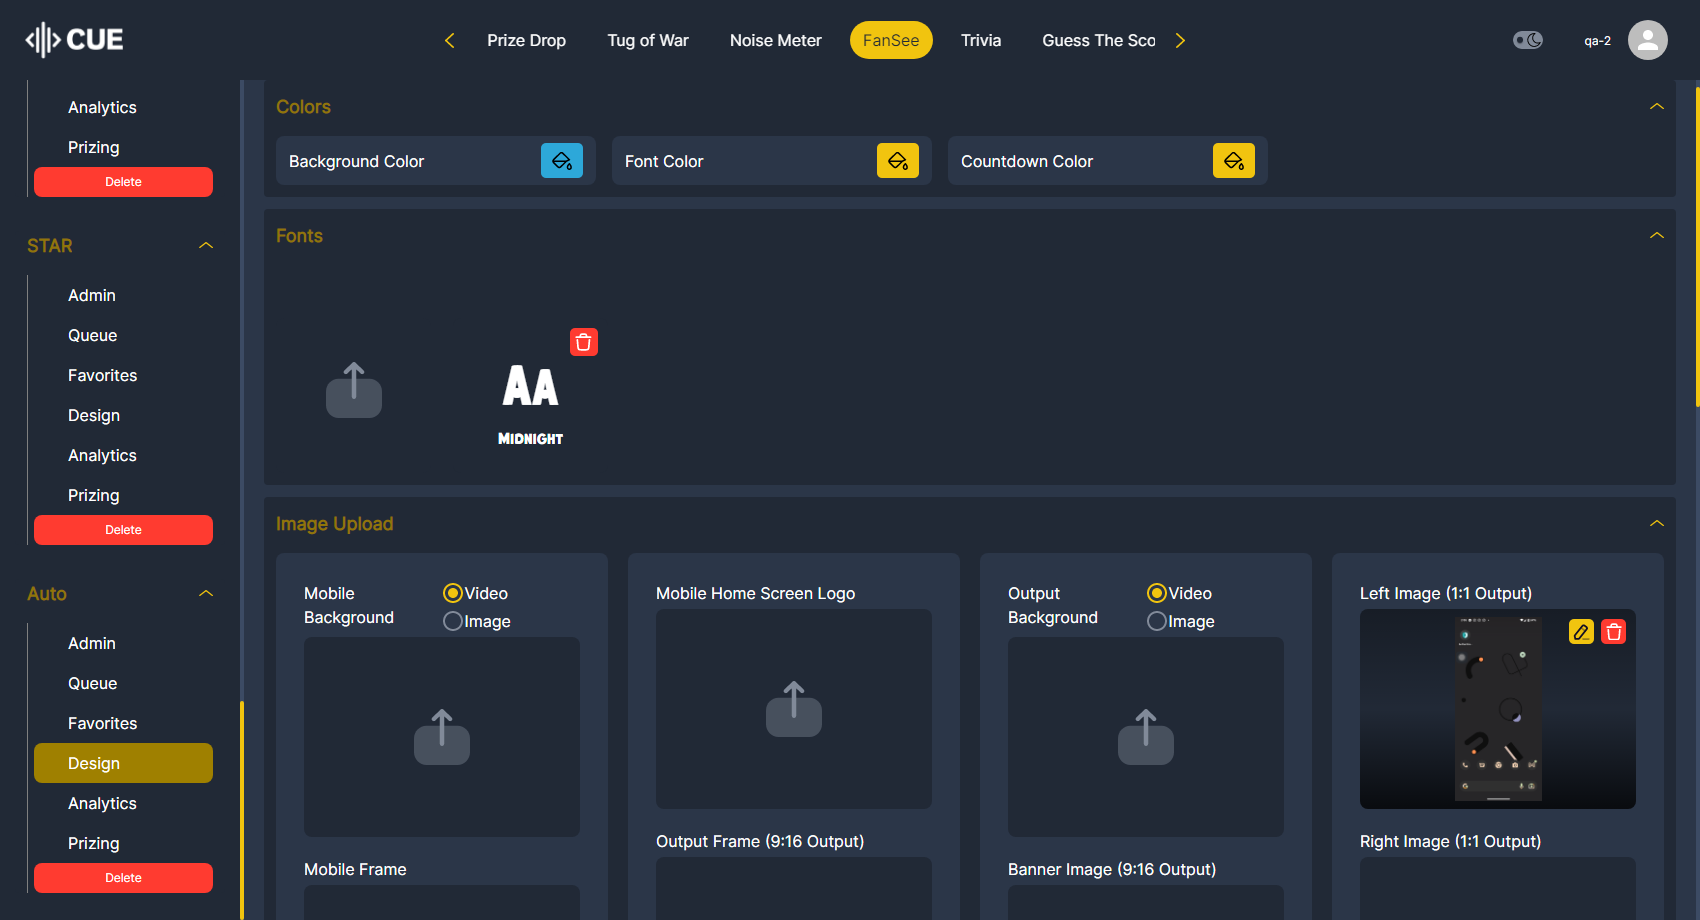 CUE
Prize Drop
Tug of War
Noise Meter
FanSee
Trivia
Guess The Sco
qa-2
Analytics
Prizing
Delete
STAR
Admin
Queue
Favorites
Design
Analytics
Prizing
Delete
Auto
Admin
Queue
Favorites
Design
Analytics
Prizing
Delete
Colors
Background Color
Font Color
Countdown Color
Fonts
AA
MIDNIGHT
Image Upload
Mobile
Background
Video
Image
Mobile Frame
Mobile Home Screen Logo
Output Frame (9:16 Output)
Output
Background
Video
Image
Banner Image (9:16 Output)
Left Image (1:1 Output)
Right Image (1:1 Output)